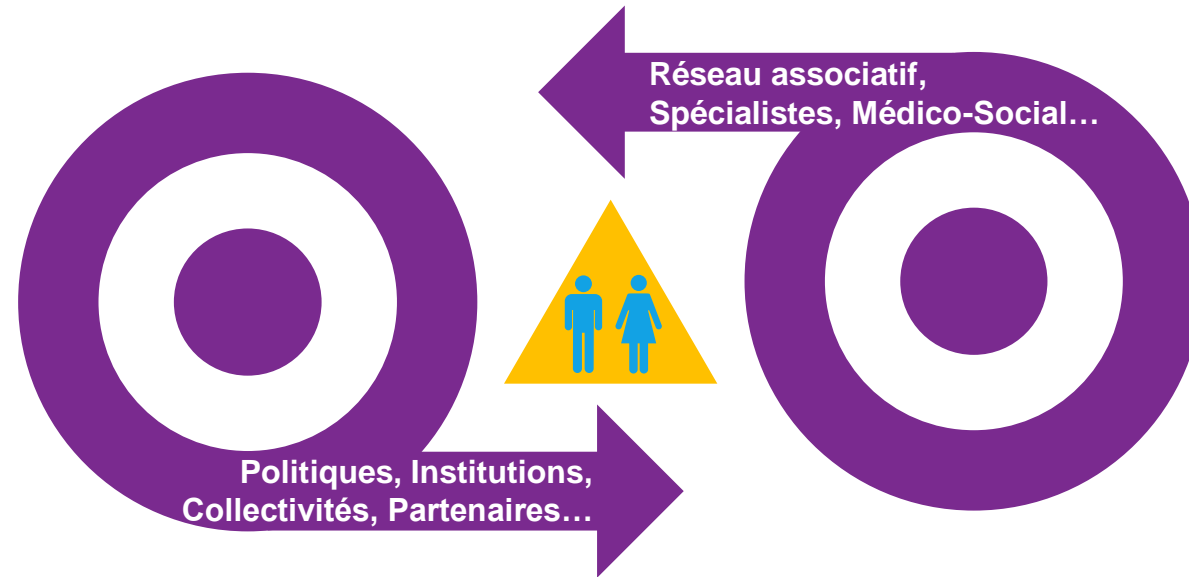 Réseau associatif,
Spécialistes, Médico-Social…
Politiques, Institutions,
Collectivités, Partenaires…